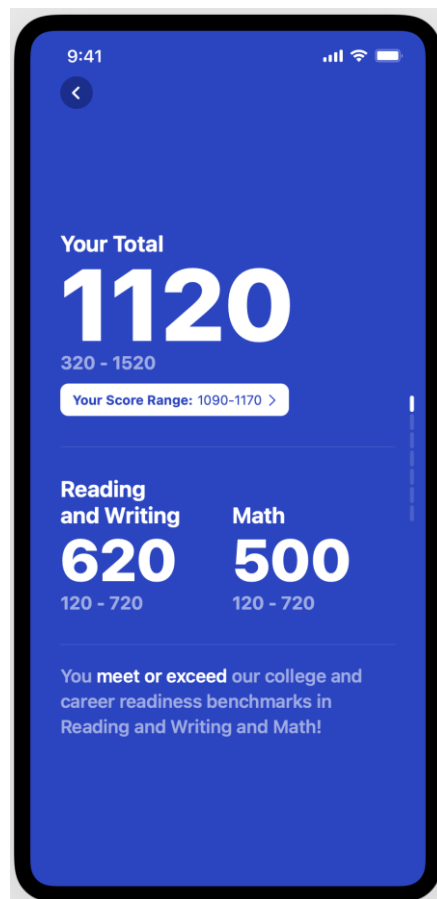 9:41
Your Total
1120
320 - 1520
Your Score Range: 1090-1170 >
Reading
and Writing
620
120 - 720
Math
500
120 - 720
You meet or exceed our college and
career readiness benchmarks in
Reading and Writing and Math!